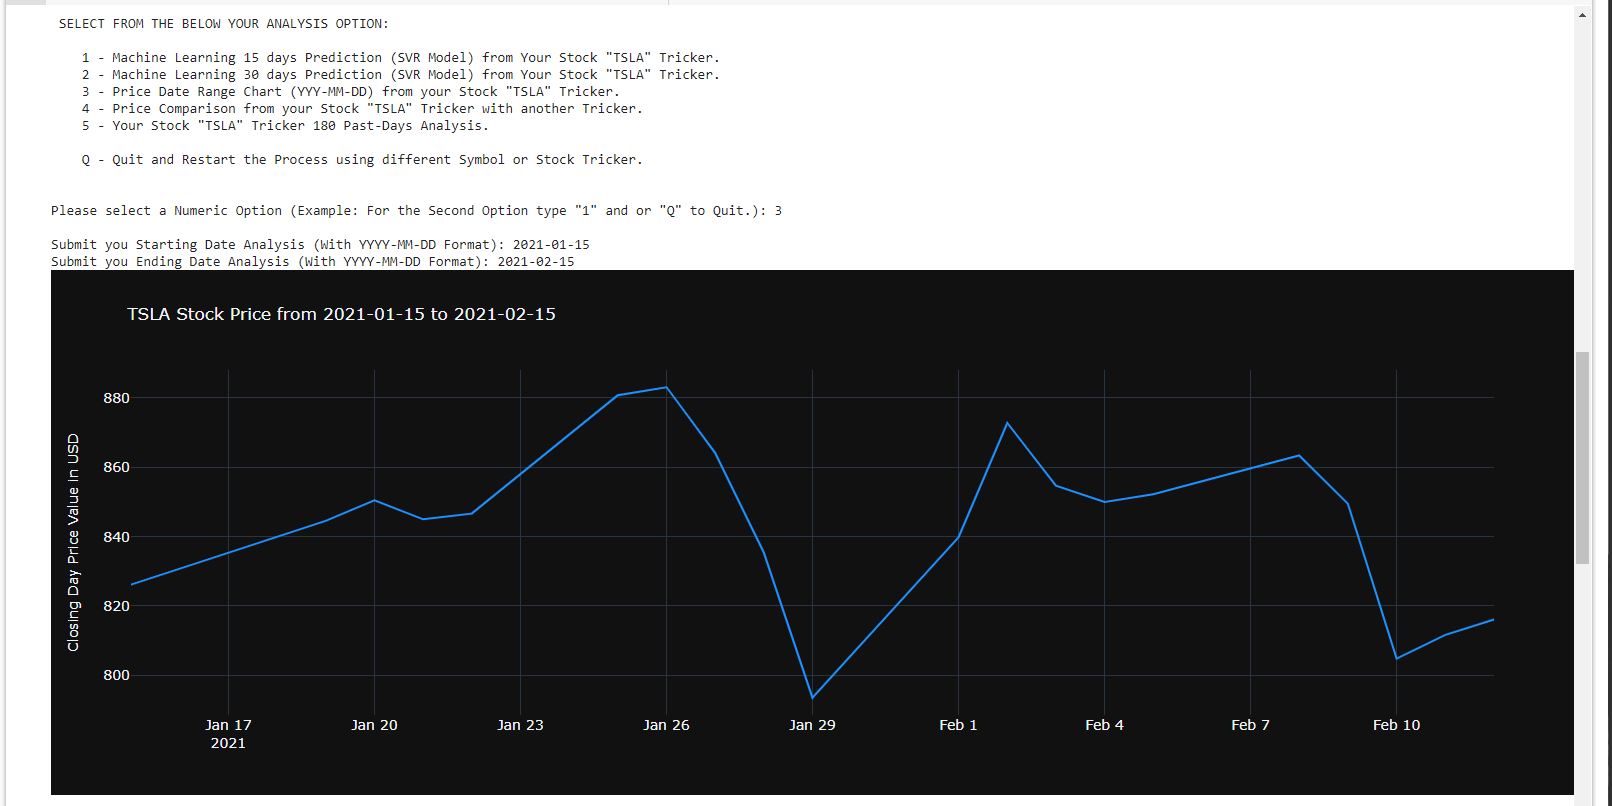 SELECT FROM THE BELOW YOUR ANALYSIS OPTION:
1 - Machine Learning 15 days Prediction (SVR Model) from Your Stock "TSLA" Tricker.
2 - Machine Learning 30 days Prediction (SVR Model) from Your Stock "TSLA" Tricker.
3 - Price Date Range Chart (YYY-MM-DD) from your Stock "TSLA" Tricker.
4 - Price Comparison from your Stock "TSLA" Tricker with another Tricker.
5 - Your Stock "TSLA" Tricker 180 Past-Days Analysis.
Q - Quit and Restart the Process using different Symbol or Stock Tricker.
Please select a Numeric Option (Example: For the Second Option type "1" and or "Q" to Quit.): 3
Submit you Starting Date Analysis (With YYYY-MM-DD Format): 2021-01-15
Submit you Ending Date Analysis (With YYYY-MM-DD Format): 2021-02-15
TSLA Stock Price from 2021-01-15 to 2021-02-15
Closing Day Price Value in USD
880
860
840
820
800
Jan 17 Jan 20 Jan 23 Jan 26 Jan 29 Feb 1 Feb 4 Feb 7 Feb 10
2021